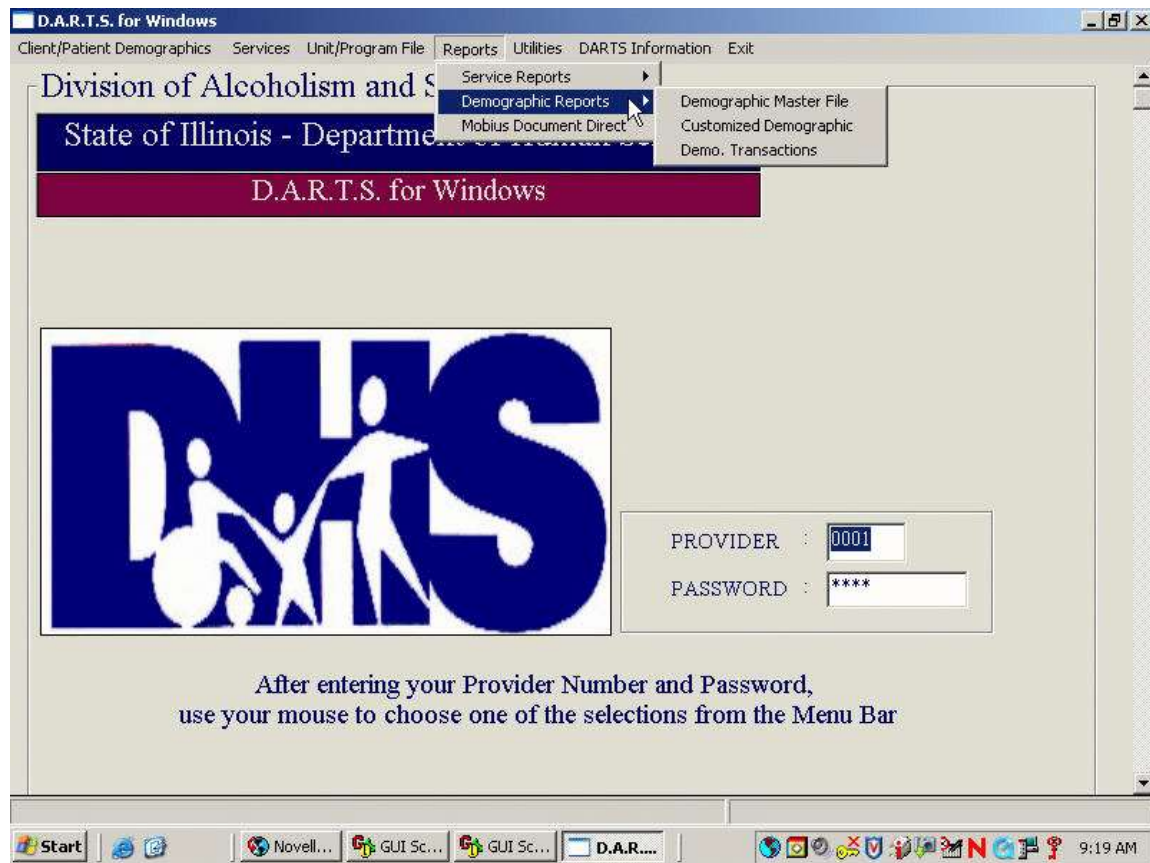 D.A.R.T.S. for Windows
Client/Patient Demographics Services Unit/Program File Reports Utilities DARTS Information Exit
Service Reports
Demographic Reports
Mobius Document Direct
Demographic Master File
Customized Demographic
Demo. Transactions
Division of Alcoholism and
State of Illinois -
D.A.R.T.S. for Windows
DHS
PROVIDER : 0001
PASSWORD : ****
After entering your Provider Number and Password,
use your mouse to choose one of the selections from the Menu Bar
Start Novell... GUI Sc... GUI Sc... D.A.R.... N 9:19 AM